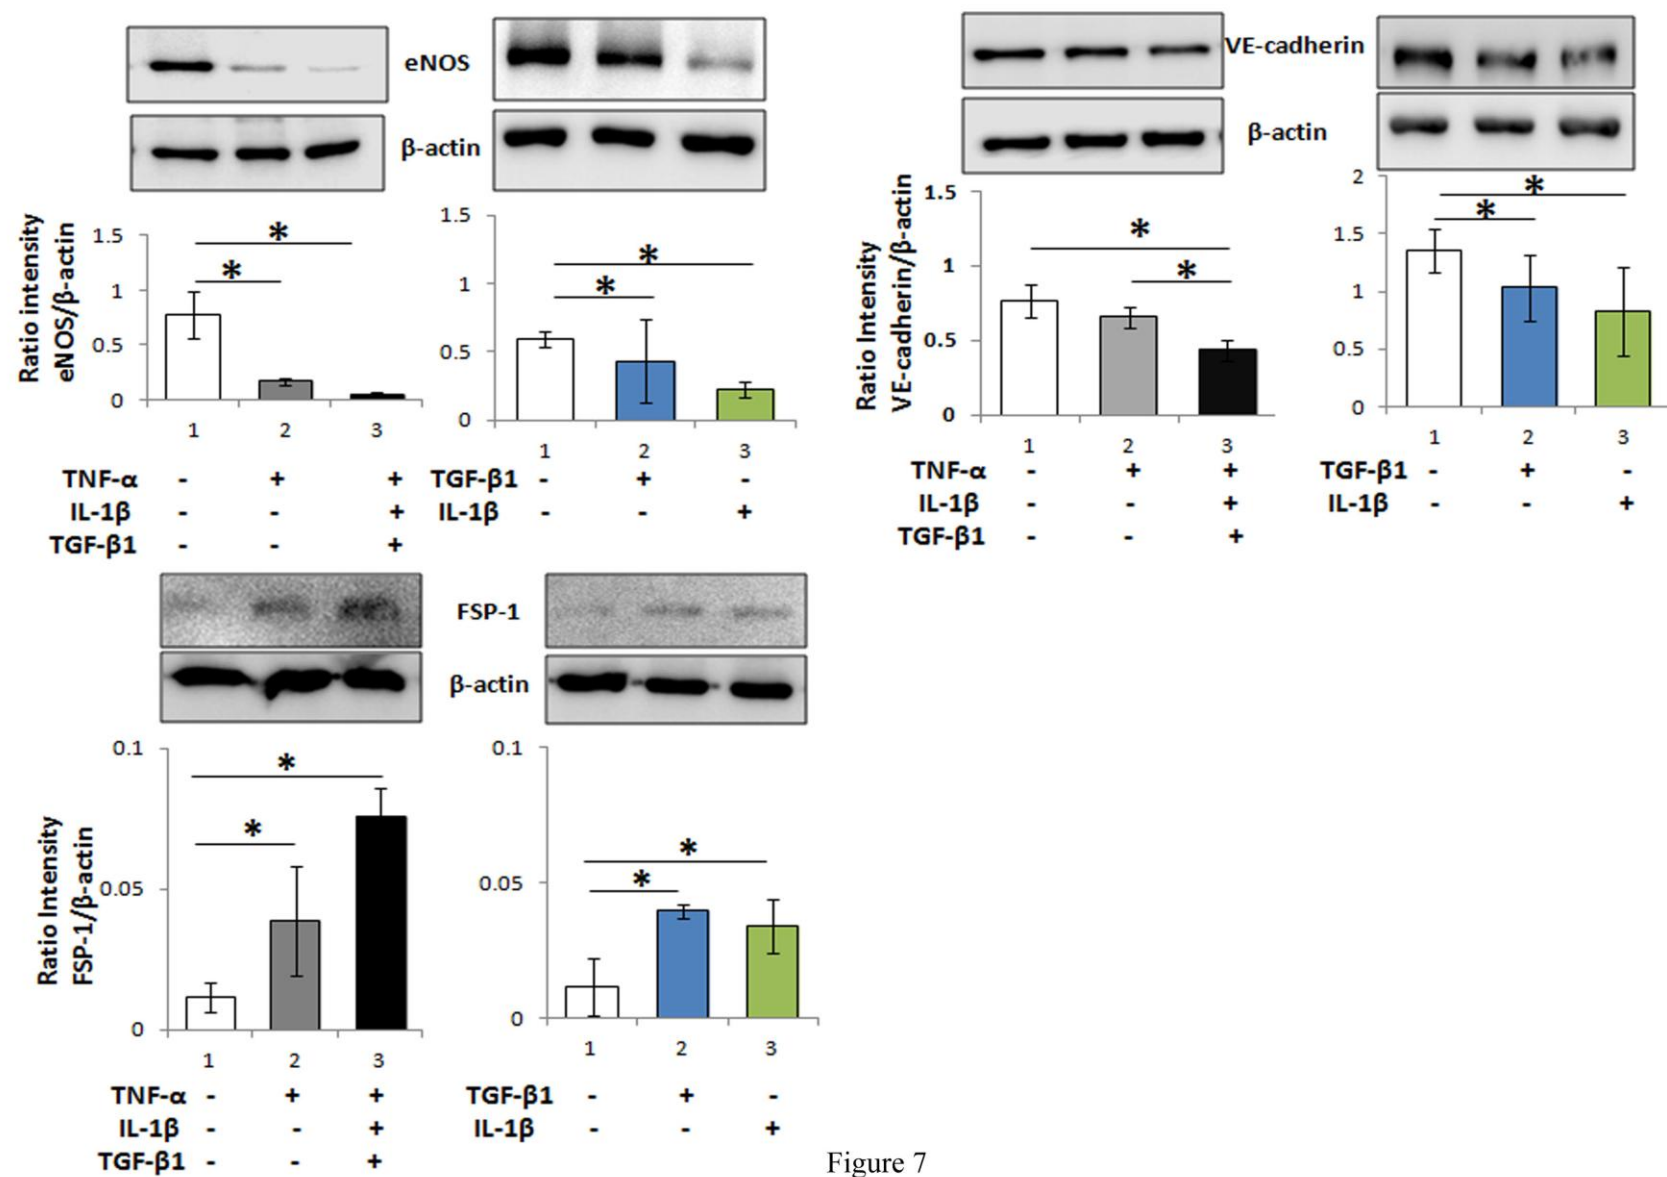 eNOS
β-actin
Ratio intensity
eNOS/β-actin
1.5
1
0.5
0
*
*
1 2 3
TNF-α - + +
IL-1β - - +
TGF-β1 - - +
1.5
1
0.5
0
*
*
1 2 3
TGF-β1 - + -
IL-1β - - +
VE-cadherin
β-actin
Ratio Intensity
VE-cadherin/β-actin
1.5
1
0.5
0
*
*
1 2 3
TNF-α - + +
IL-1β - - +
TGF-β1 - - +
2
1.5
1
0.5
0
*
*
1 2 3
TGF-β1 - + -
IL-1β - - +
FSP-1
β-actin
Ratio Intensity
FSP-1/β-actin
0.1
0.05
0
*
*
1 2 3
TNF-α - + +
IL-1β - - +
TGF-β1 - - +
0.1
0.05
0
*
*
1 2 3
TGF-β1 - + -
IL-1β - - +
Figure 7